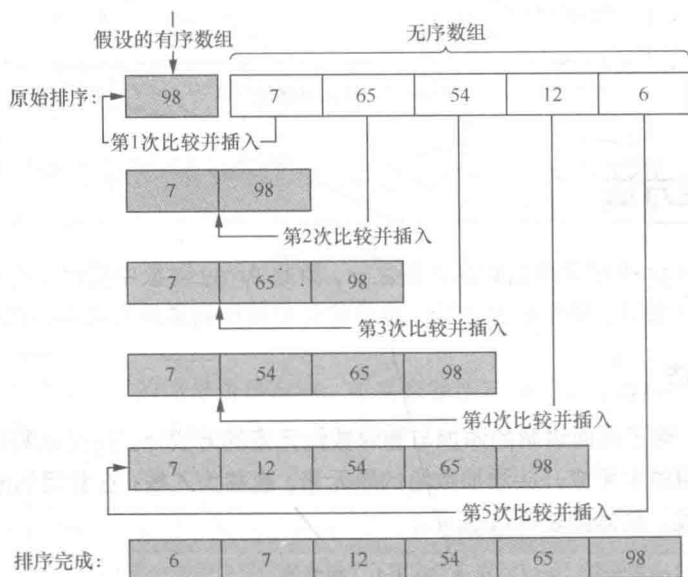 假设的有序数组 无序数组
原始排序: 98 7 65 54 12 6
第1次比较并插入
7 98
第2次比较并插入
7 65 98
第3次比较并插入
7 54 65 98
第4次比较并插入
7 12 54 65 98
第5次比较并插入
排序完成: 6 7 12 54 65 98